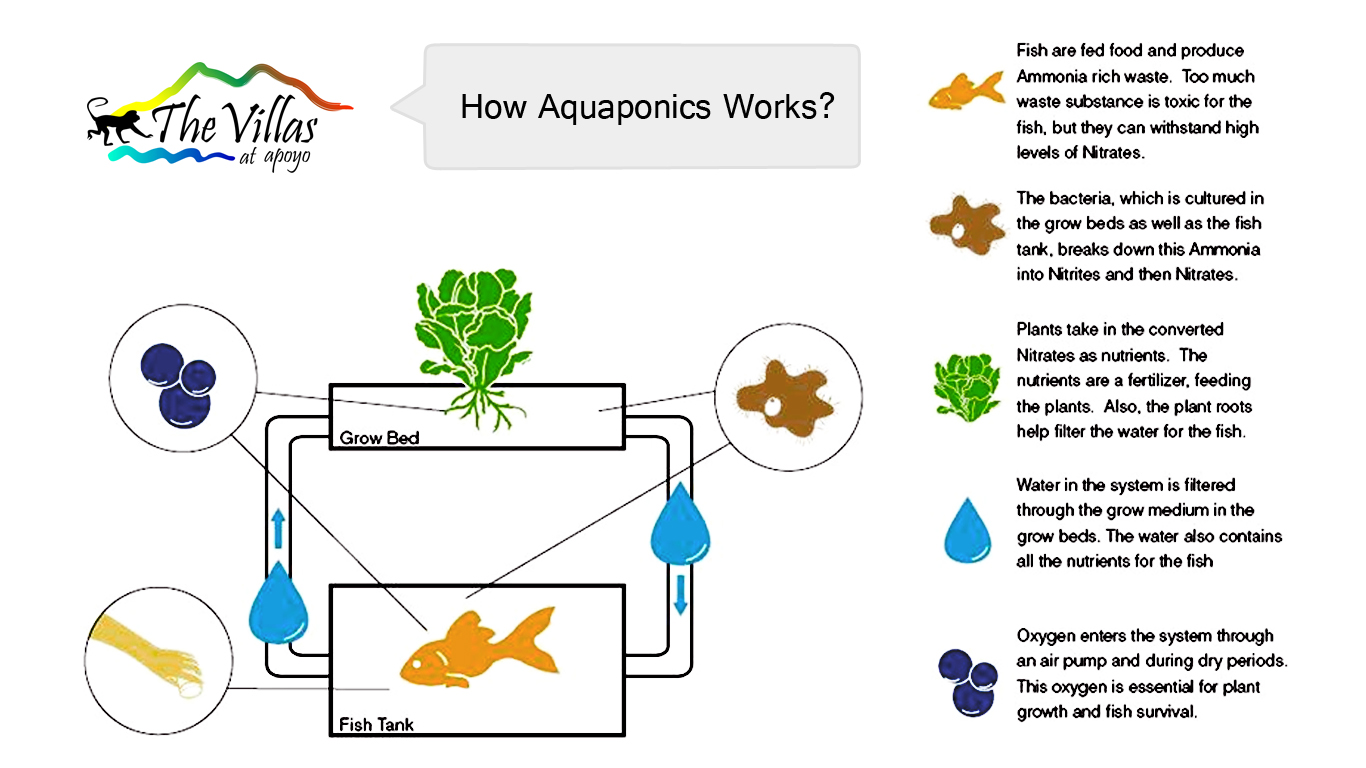 The Villas
at apoyo
How Aquaponics Works?
Fish are fed food and produce
Ammonia rich waste. Too much
waste substance is toxic for the
fish, but they can withstand high
levels of Nitrates.
The bacteria, which is cultured in
the grow beds as well as the fish
tank, breaks down this Ammonia
into Nitrites and then Nitrates.
Plants take in the converted
Nitrates as nutrients. The
nutrients are a fertilizer, feeding
the plants. Also, the plant roots
help filter the water for the fish.
Water in the system is filtered
through the grow medium in the
grow beds. The water also contains
all the nutrients for the fish
Oxygen enters the system through
an air pump and during dry periods.
This oxygen is essential for plant
growth and fish survival.
Grow Bed
Fish Tank